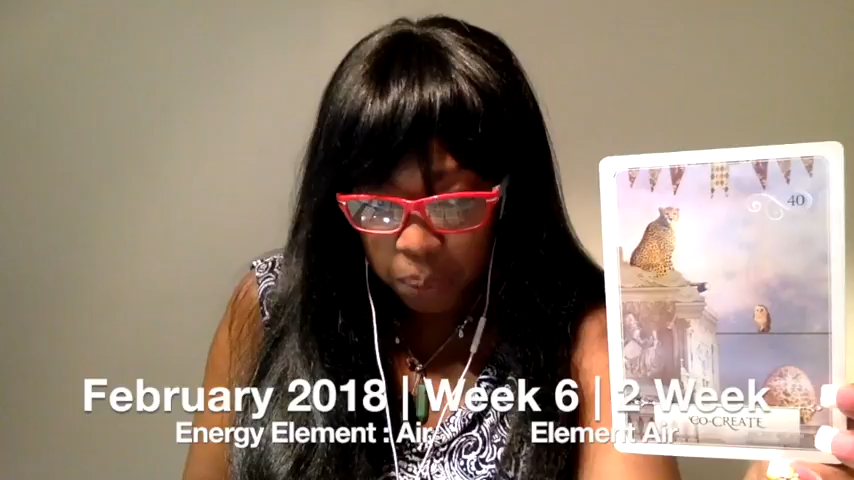 40
CO-CREATE
February 2018 | Week 6 | 2 Week
Energy Element : Air
Element Air